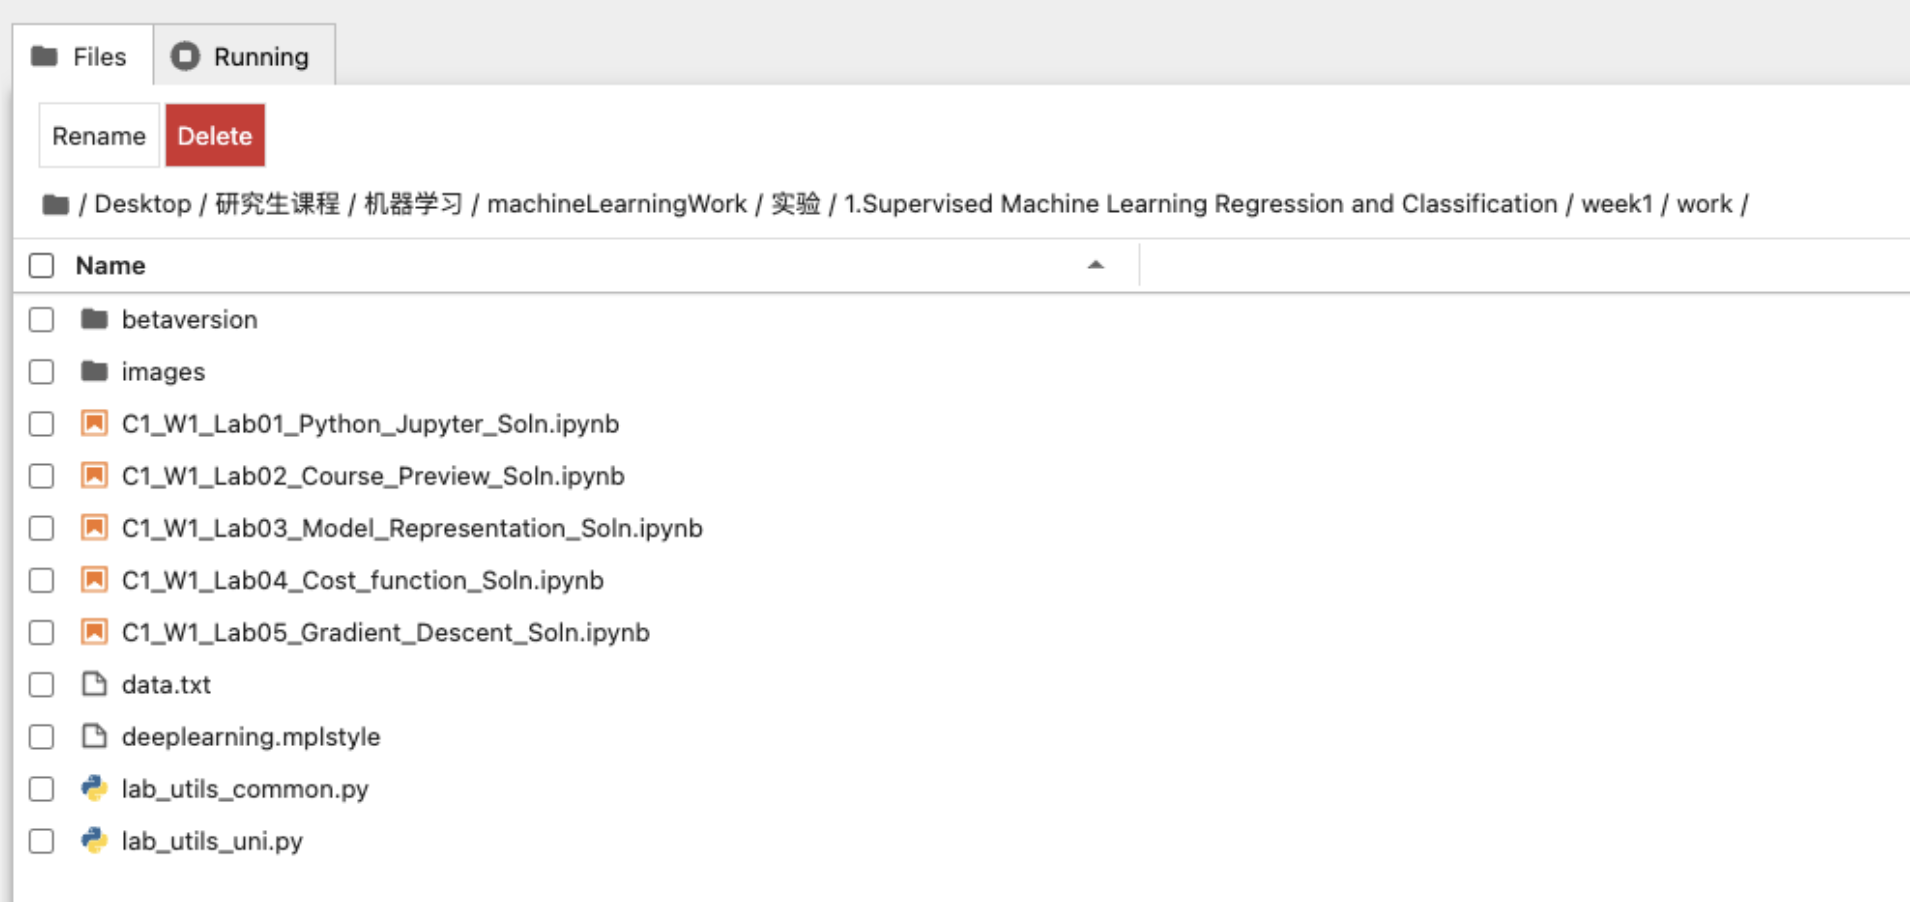 Files Running
Rename Delete
/ Desktop / 研究生课程 / 机器学习 / machineLearningWork / 实验 / 1.Supervised Machine Learning Regression and Classification / week1 / work /
Name
betaversion
images
C1_W1_Lab01_Python_Jupyter_Soln.ipynb
C1_W1_Lab02_Course_Preview_Soln.ipynb
C1_W1_Lab03_Model_Representation_Soln.ipynb
C1_W1_Lab04_Cost_function_Soln.ipynb
C1_W1_Lab05_Gradient_Descent_Soln.ipynb
data.txt
deeplearning.mplstyle
lab_utils_common.py
lab_utils_uni.py